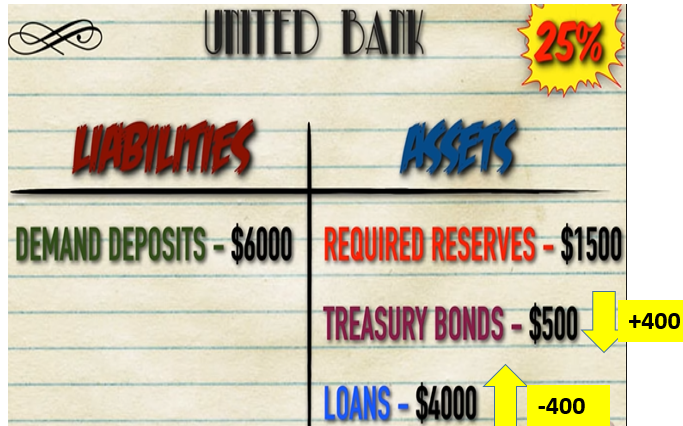 UNITED BANK
25%
LIABILITIES
ASSETS
DEMAND DEPOSITS - $6000
REQUIRED RESERVES - $1500
TREASURY BONDS - $500
+400
LOANS - $4000
-400